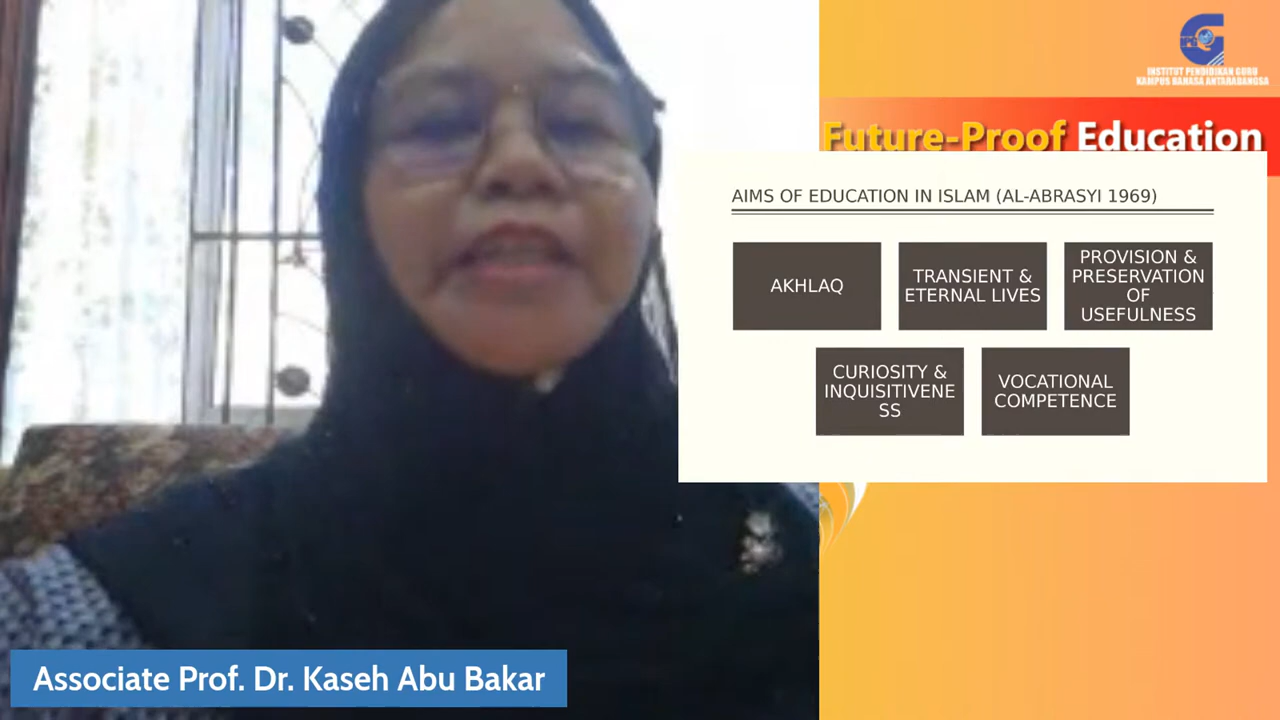 INSTITUT PENDIDIKAN GURU
KAMPUS BAHASA ANTARABANGSA
Future-Proof Education
AIMS OF EDUCATION IN ISLAM (AL-ABRASYI 1969)
AKHLAQ
TRANSIENT &
ETERNAL LIVES
PROVISION &
PRESERVATION
OF
USEFULNESS
CURIOSITY &
INQUISITIVENE
SS
VOCATIONAL
COMPETENCE
Associate Prof. Dr. Kaseh Abu Bakar